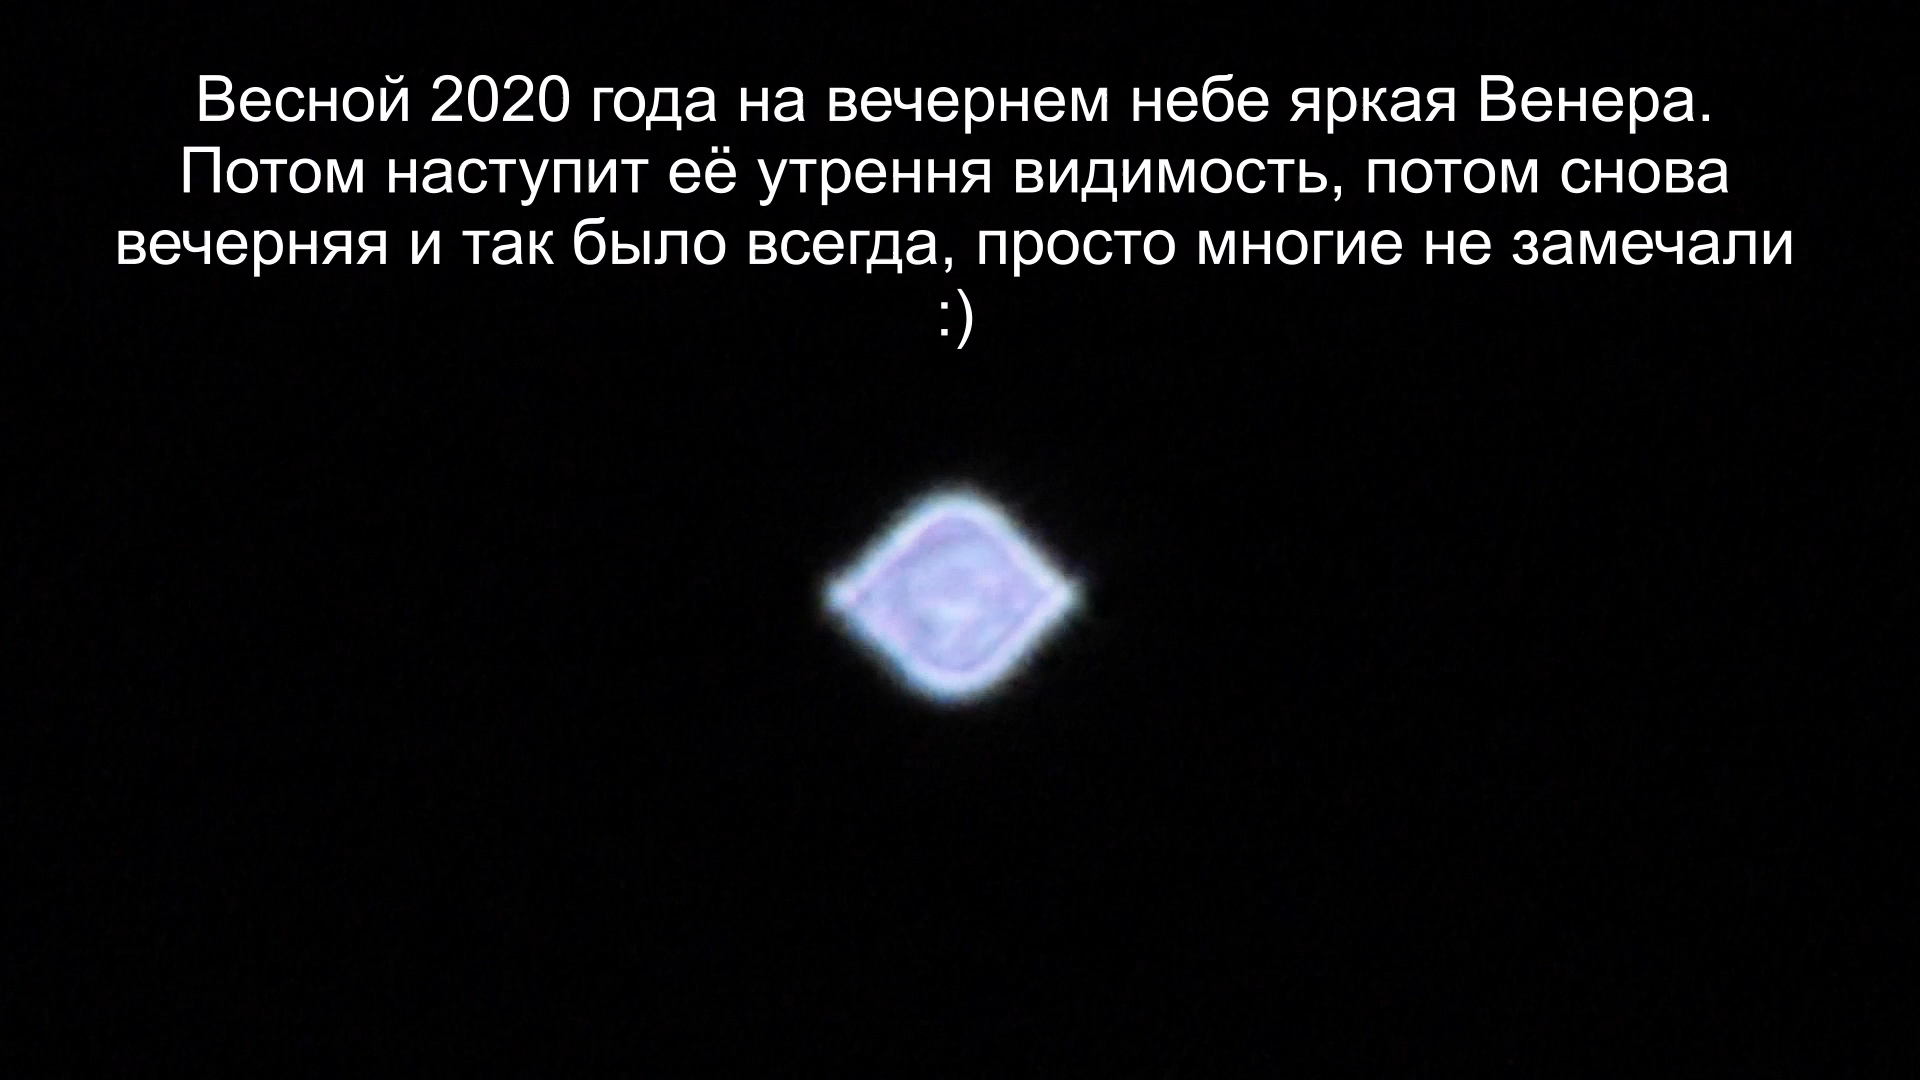 Весной 2020 года на вечернем небе яркая Венера.
Потом наступит её утрення видимость, потом снова
вечерняя и так было всегда, просто многие не замечали
:)